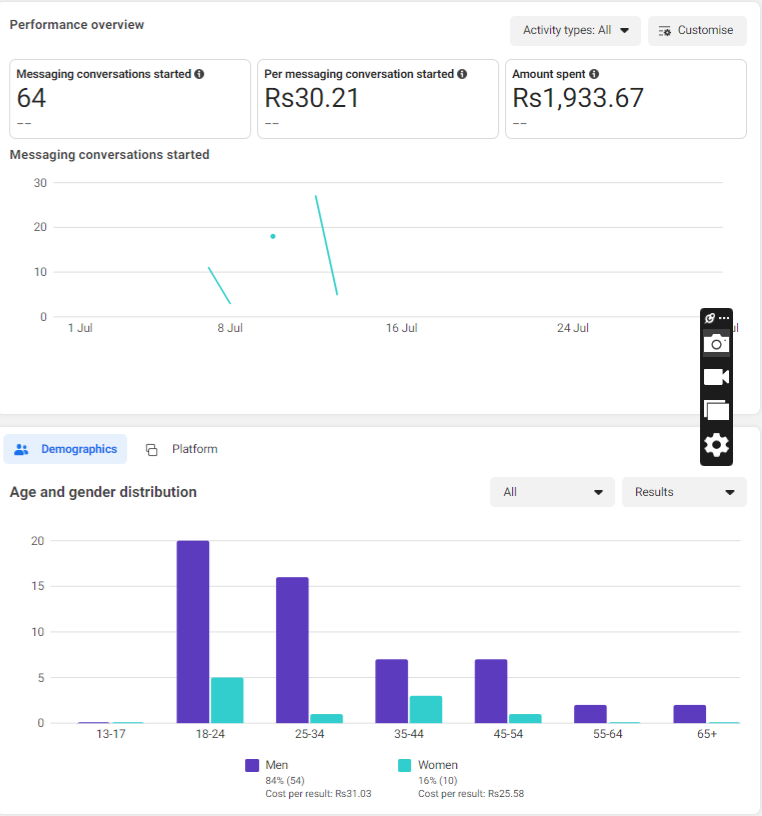 Performance overview
Activity types: All
Customise
Messaging conversations started
64
--
Per messaging conversation started
Rs30.21
--
Amount spent
Rs1,933.67
--
Messaging conversations started
30
20
10
0
1 Jul
8 Jul
16 Jul
24 Jul
Demographics
Platform
Age and gender distribution
All
Results
20
15
10
5
0
13-17
18-24
25-34
35-44
45-54
55-64
65+
Men
84% (54)
Cost per result: Rs31.03
Women
16% (10)
Cost per result: Rs25.58